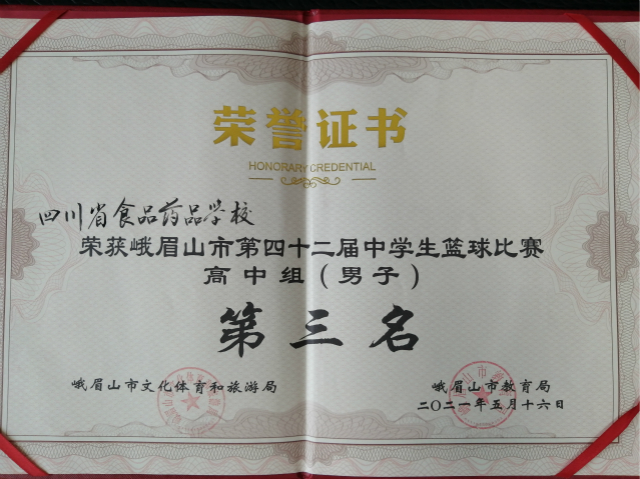 荣誉证书
HONORARY CREDENTIAL
四川省食品药品学校
荣获峨眉山市第四十二届中学生篮球比赛
高中组（男子）
第三名
峨眉山市文化体育和旅游局
峨眉山市教育局
二〇二一年五月十六日